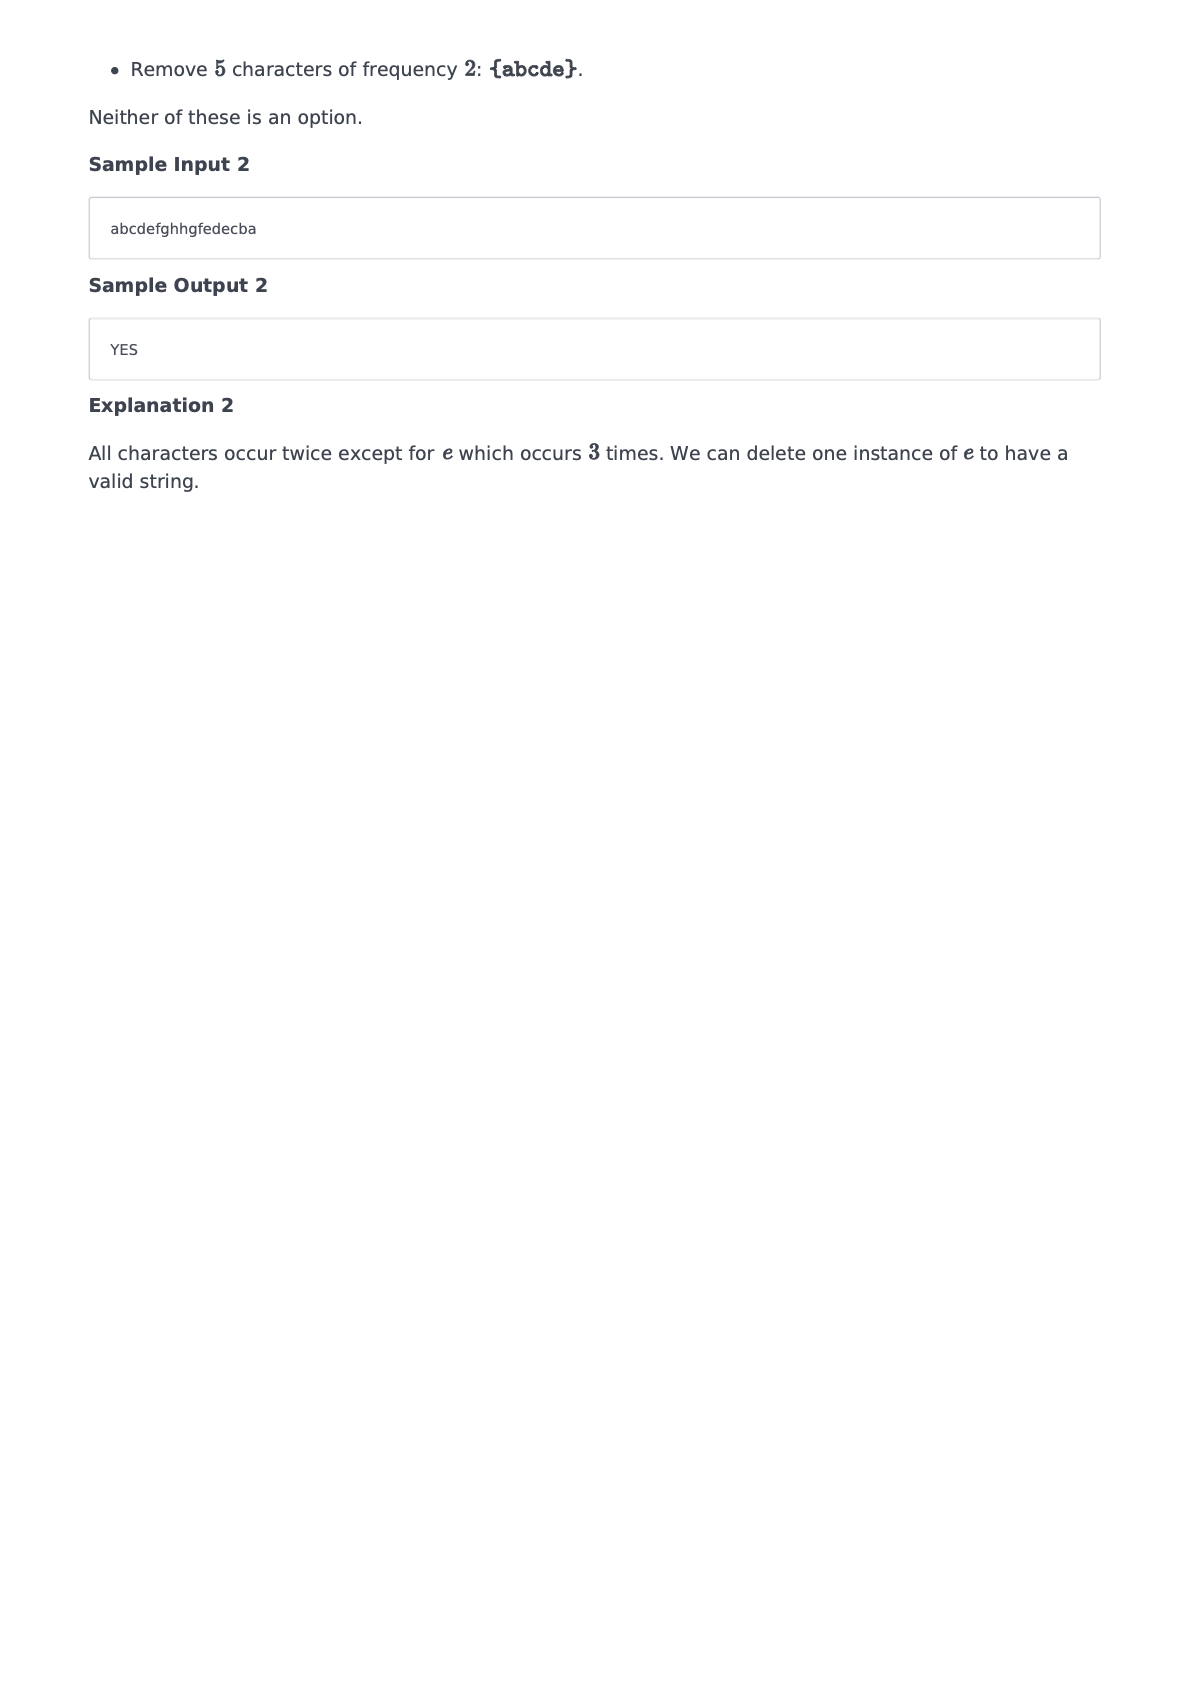 • Remove 5 characters of frequency 2: {abcde}.
Neither of these is an option.
Sample Input 2
abcdefghhgfedecba
Sample Output 2
YES
Explanation 2
All characters occur twice except for e which occurs 3 times. We can delete one instance of e to have a
valid string.